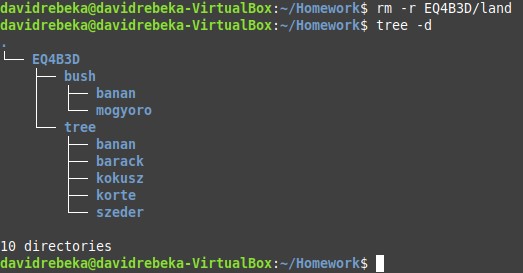 davidrebeka@davidrebeka-VirtualBox:~/Homework$ rm -r EQ4B3D/land
davidrebeka@davidrebeka-VirtualBox:~/Homework$ tree -d
.
└── EQ4B3D
    ├── bush
    │   ├── banan
    │   └── mogyoro
    └── tree
        ├── banan
        ├── barack
        ├── kokusz
        ├── korte
        └── szeder

10 directories
davidrebeka@davidrebeka-VirtualBox:~/Homework$